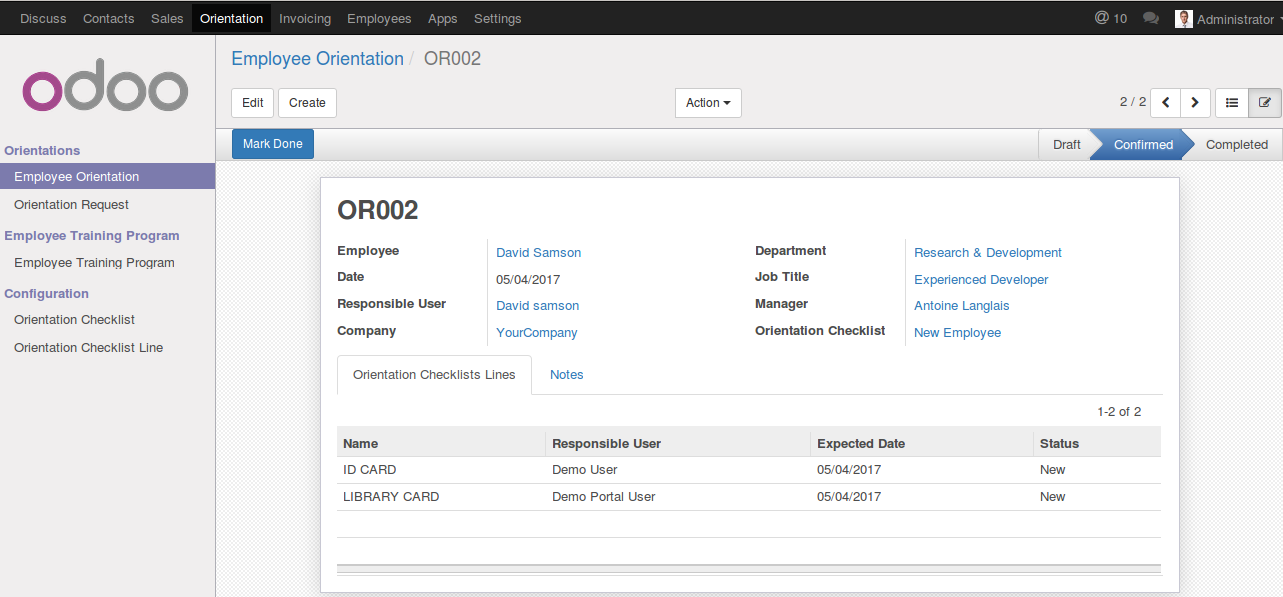 Discuss Contacts Sales Orientation Invoicing Employees Apps Settings @ 10 Administrator
odoo
Employee Orientation / OR002
Edit Create Action 2 / 2
Mark Done Draft Confirmed Completed
Orientations
Employee Orientation
Orientation Request
Employee Training Program
Employee Training Program
Configuration
Orientation Checklist
Orientation Checklist Line
OR002
Employee David Samson Department Research & Development
Date 05/04/2017 Job Title Experienced Developer
Responsible User David samson Manager Antoine Langlais
Company YourCompany Orientation Checklist New Employee
Orientation Checklists Lines Notes
1-2 of 2
Name Responsible User Expected Date Status
ID CARD Demo User 05/04/2017 New
LIBRARY CARD Demo Portal User 05/04/2017 New